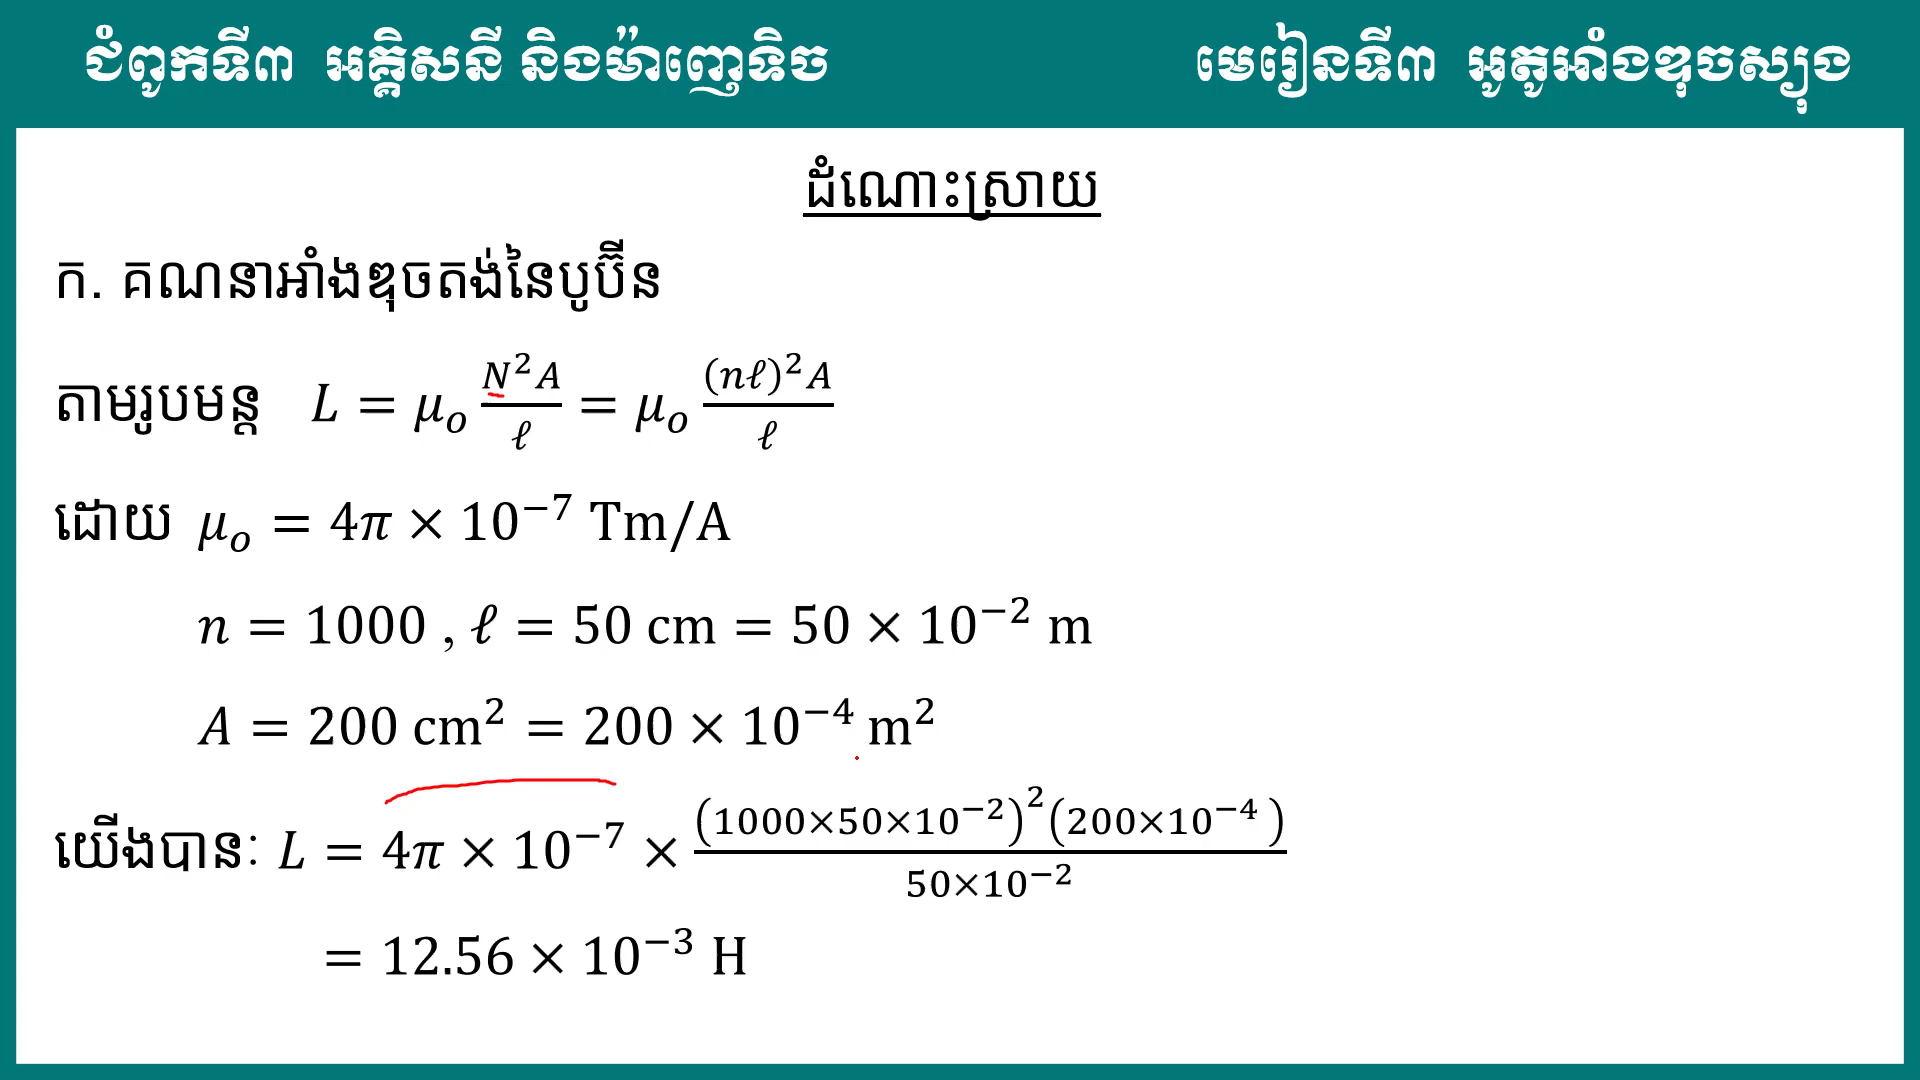 ជំពូកទី៣ អគ្គិសនី និងម៉ាញេទិច
មេរៀនទី៣ អូតូអាំងឌុចស្យុង
ដំណោះស្រាយ
ក. គណនាអាំងឌុចតង់នៃបូប៊ីន
តាមរូបមន្ត L = μₒ N²A/ℓ = μₒ (nℓ)²A/ℓ
ដោយ μₒ = 4π × 10⁻⁷ Tm/A
n = 1000 , ℓ = 50 cm = 50 × 10⁻² m
A = 200 cm² = 200 × 10⁻⁴ m²
យើងបានៈ L = 4π × 10⁻⁷ × (1000×50×10⁻²)²(200×10⁻⁴ )/50×10⁻²
= 12.56 × 10⁻³ H